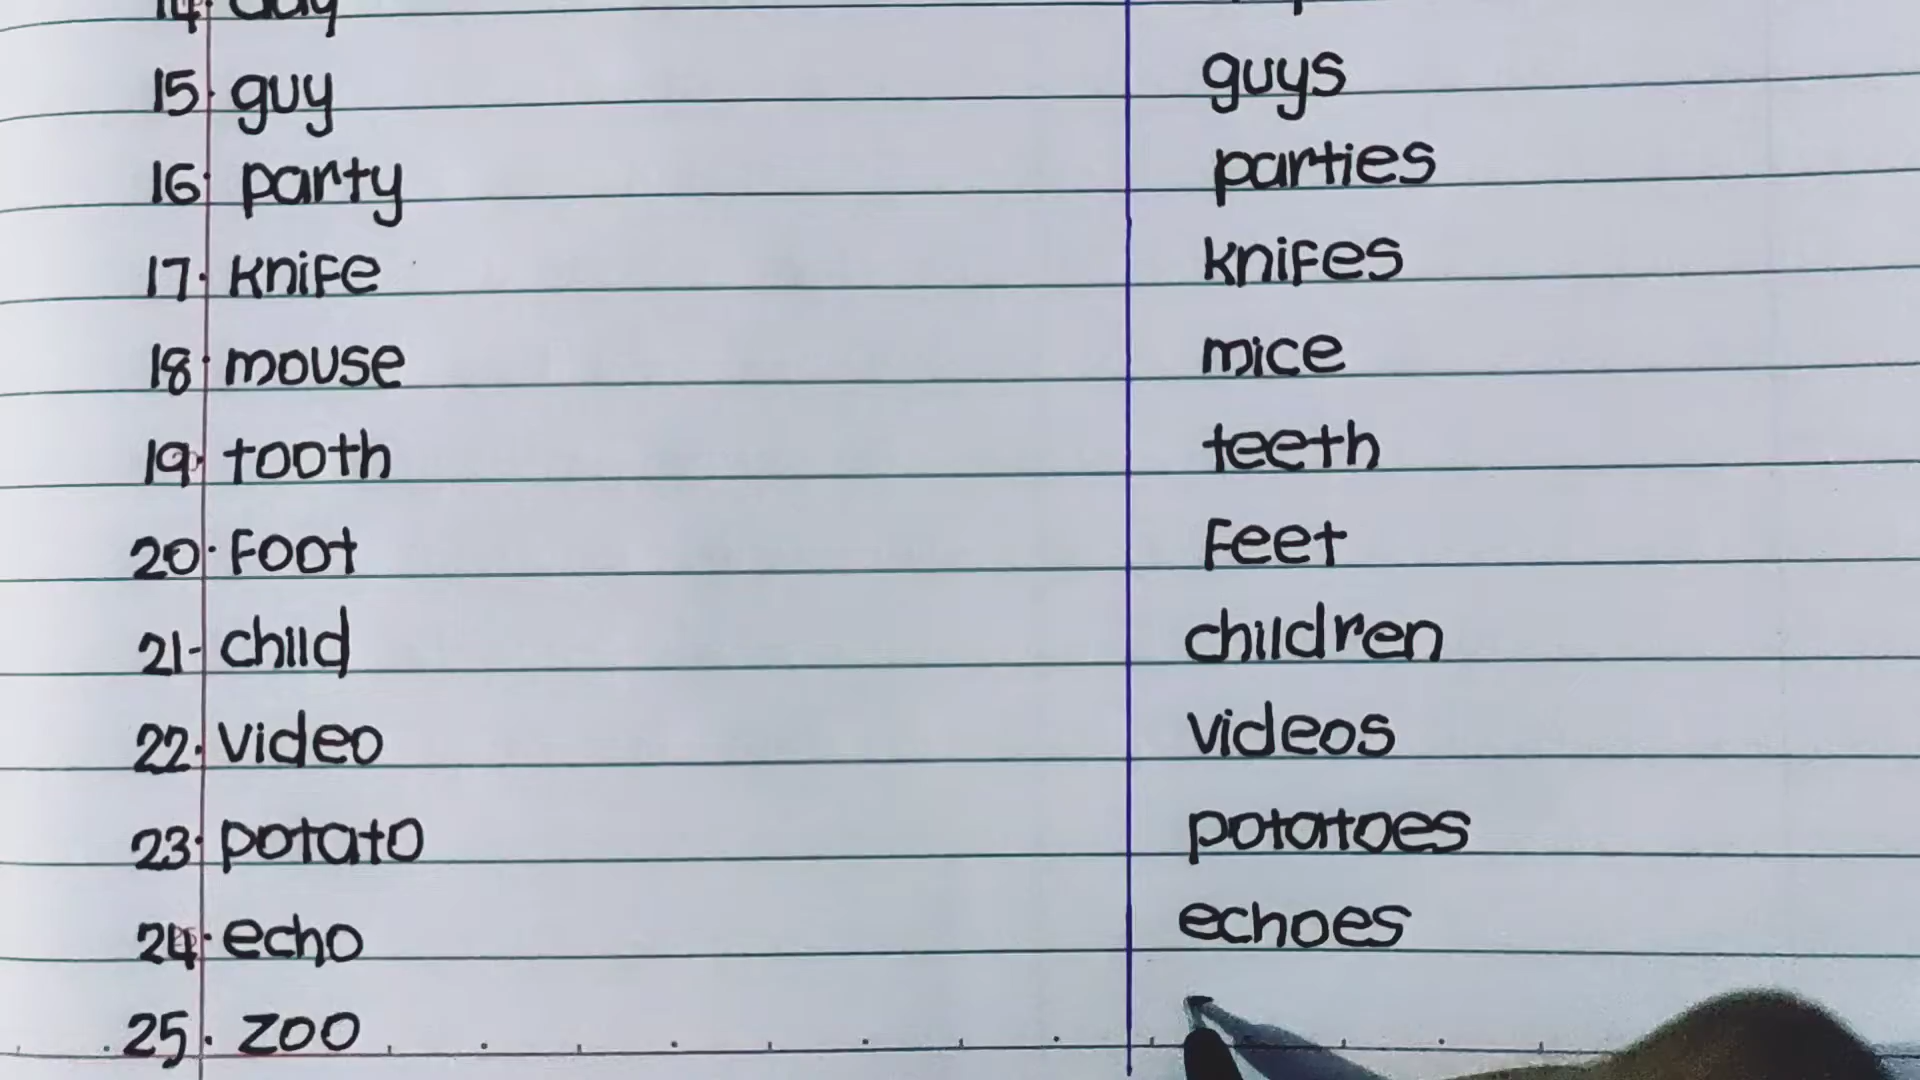 15. guy guys
16. party parties
17. knife knifes
18. mouse mice
19. tooth teeth
20. foot feet
21- child children
22. video videos
23. potato potatoes
24. echo echoes
25. zoo